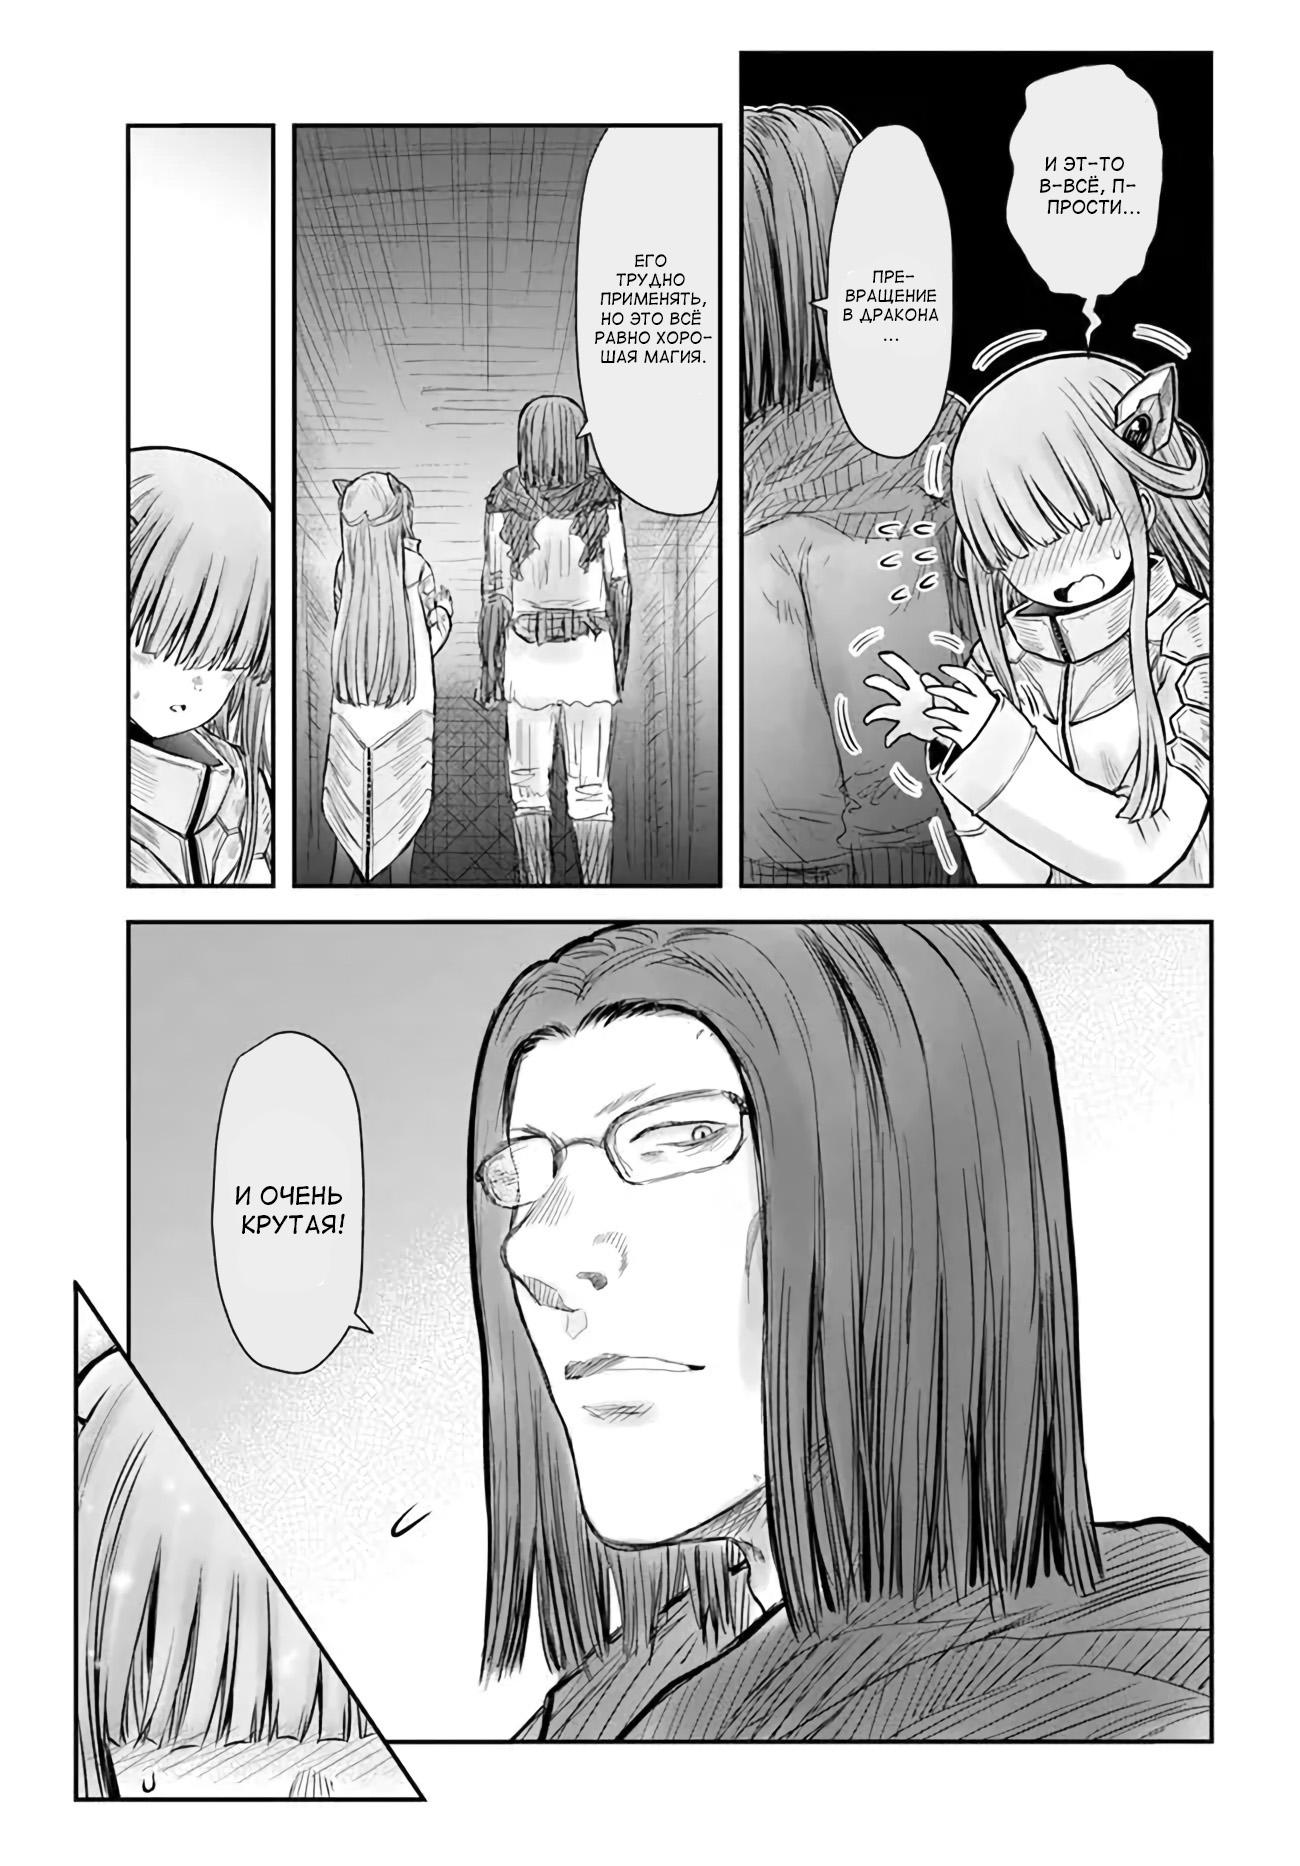 И ЭТ-ТО
В-ВСЁ, П-
ПРОСТИ...
ПРЕ-
ВРАЩЕНИЕ
В ДРАКОНА
...
ЕГО
ТРУДНО
ПРИМЕНЯТЬ,
НО ЭТО ВСЁ
РАВНО ХОРО-
ШАЯ МАГИЯ.
И ОЧЕНЬ
КРУТАЯ!